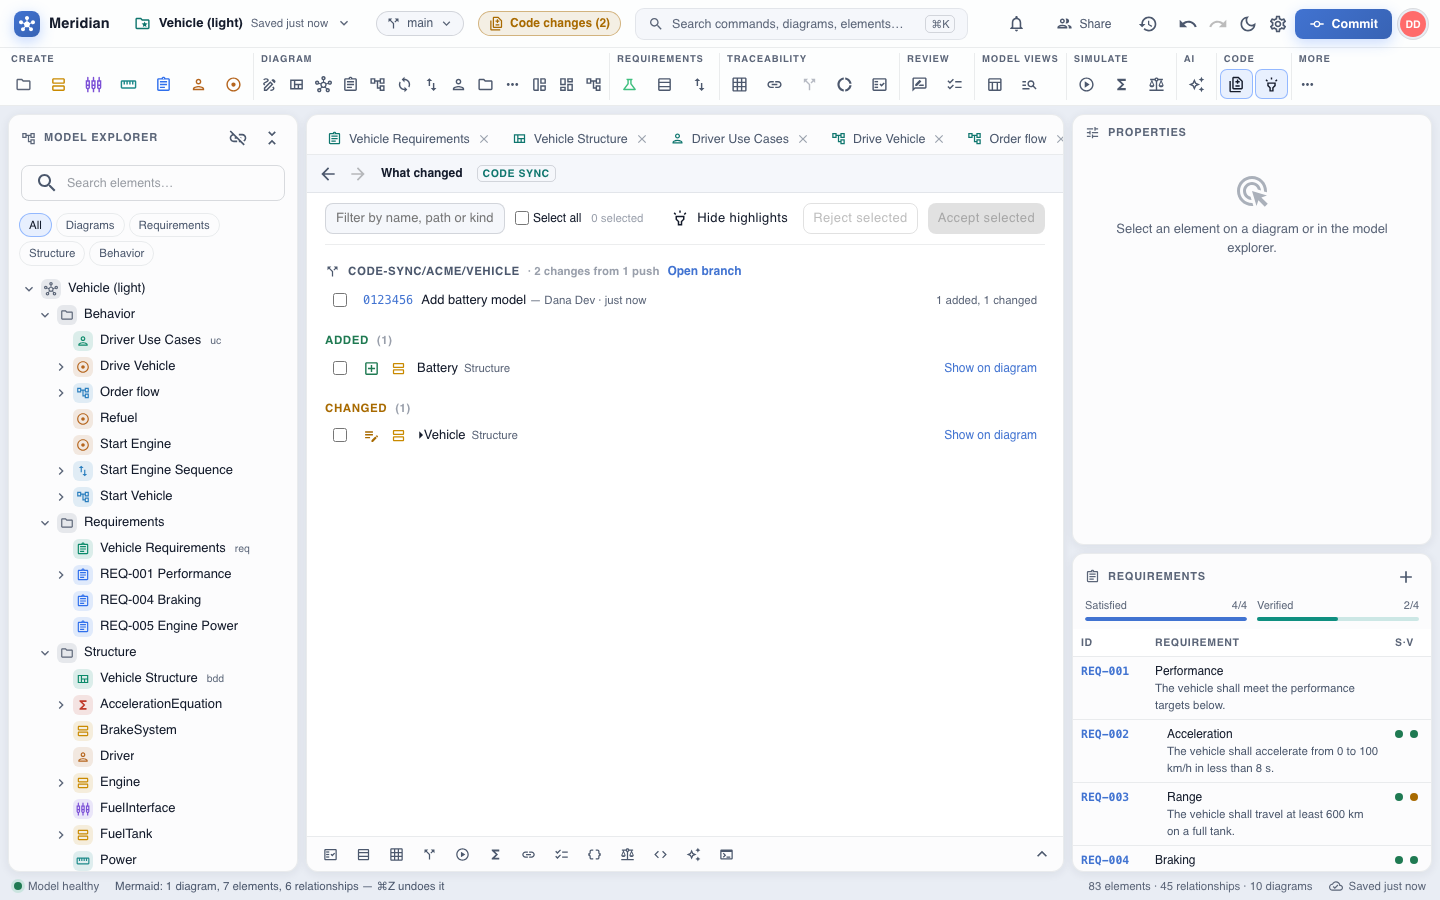 Meridian
Vehicle (light) Saved just now
main
Code changes (2)
Search commands, diagrams, elements… ⌘K
Share
Commit
DD
CREATE
DIAGRAM
REQUIREMENTS
TRACEABILITY
REVIEW
MODEL VIEWS
SIMULATE
AI
CODE
MORE
MODEL EXPLORER
Search elements…
All Diagrams Requirements
Structure Behavior
Vehicle (light)
Behavior
Driver Use Cases uc
Drive Vehicle
Order flow
Refuel
Start Engine
Start Engine Sequence
Start Vehicle
Requirements
Vehicle Requirements req
REQ-001 Performance
REQ-004 Braking
REQ-005 Engine Power
Structure
Vehicle Structure bdd
AccelerationEquation
BrakeSystem
Driver
Engine
FuelInterface
FuelTank
Power
Vehicle Requirements
Vehicle Structure
Driver Use Cases
Drive Vehicle
Order flow
What changed CODE SYNC
Filter by name, path or kind
Select all 0 selected
Hide highlights
Reject selected
Accept selected
CODE-SYNC/ACME/VEHICLE · 2 changes from 1 push Open branch
0123456 Add battery model — Dana Dev · just now 1 added, 1 changed
ADDED (1)
Battery Structure Show on diagram
CHANGED (1)
Vehicle Structure Show on diagram
PROPERTIES
Select an element on a diagram or in the model
explorer.
REQUIREMENTS
Satisfied 4/4 Verified 2/4
ID REQUIREMENT S·V
REQ-001 Performance
The vehicle shall meet the performance
targets below.
REQ-002 Acceleration
The vehicle shall accelerate from 0 to 100
km/h in less than 8 s.
REQ-003 Range
The vehicle shall travel at least 600 km
on a full tank.
REQ-004 Braking
Model healthy Mermaid: 1 diagram, 7 elements, 6 relationships — ⌘Z undoes it
83 elements · 45 relationships · 10 diagrams Saved just now